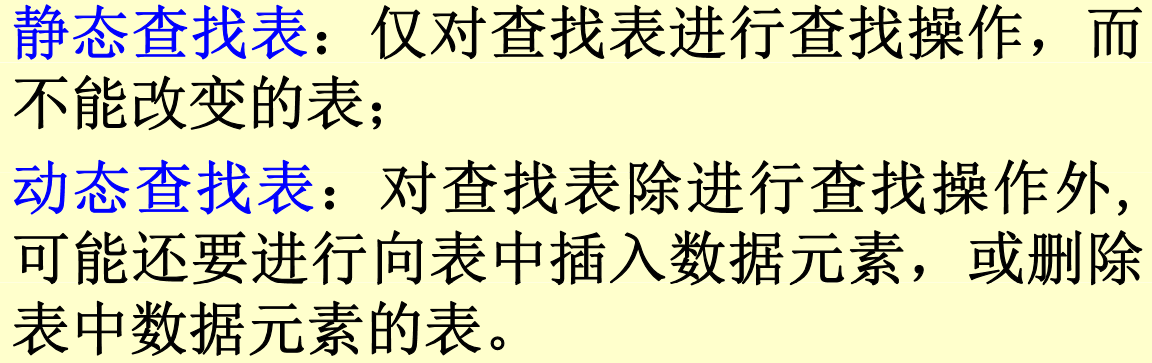 静态查找表：仅对查找表进行查找操作，而
不能改变的表；
动态查找表：对查找表除进行查找操作外，
可能还要进行向表中插入数据元素，或删除
表中数据元素的表。